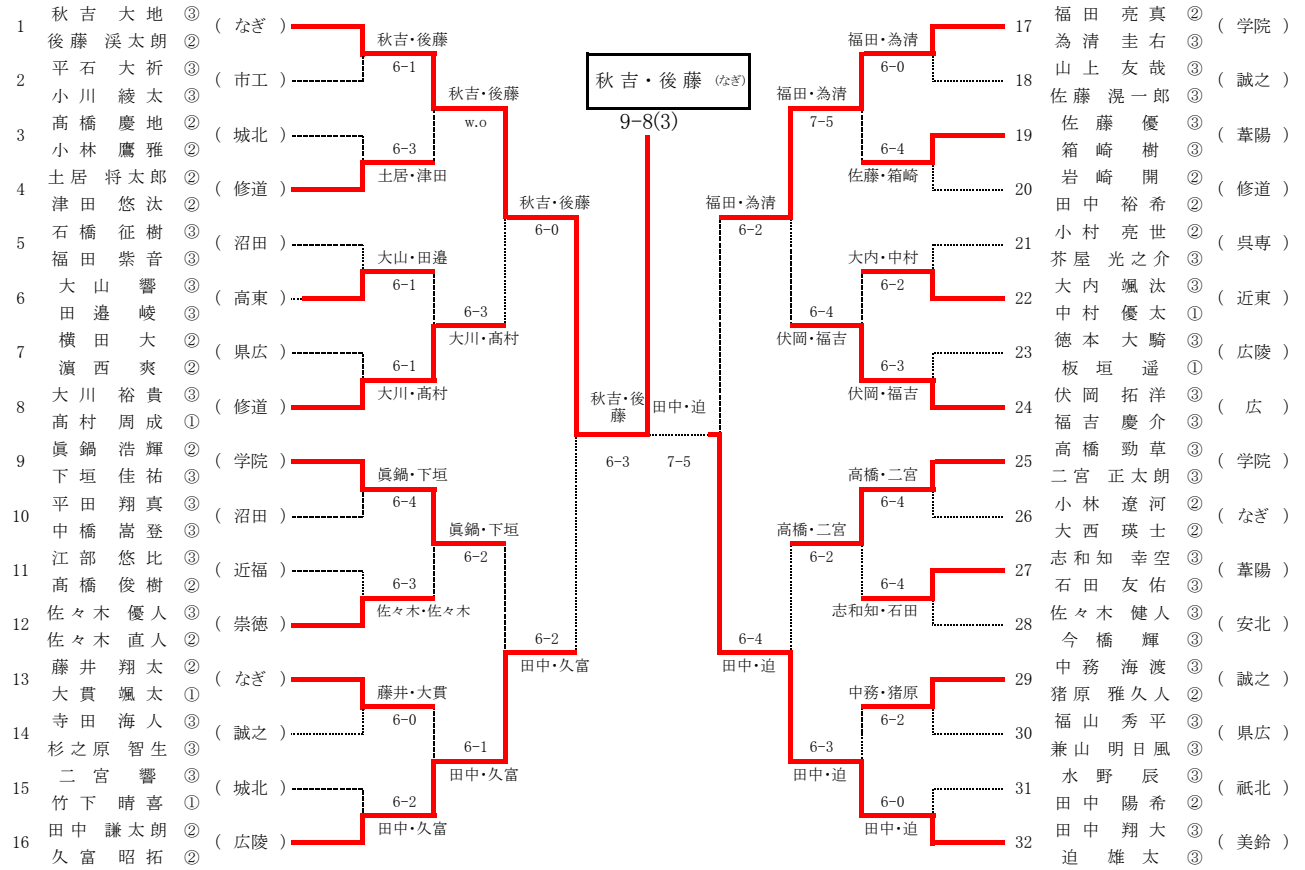 1 秋吉 大地 ③ ( なぎ )
後藤 渓太朗 ②
2 平石 大祈 ③ ( 市工 )
小川 綾太 ③
3 髙橋 慶地 ② ( 城北 )
小林 鷹雅 ②
4 土居 将太郎 ② ( 修道 )
津田 悠汰 ②
5 石橋 征樹 ③ ( 沼田 )
福田 紫音 ③
6 大山 響 ③ ( 高東 )
田邉 崚 ③
7 横田 大 ② ( 県広 )
濵西 爽 ②
8 大川 裕貴 ③ ( 修道 )
髙村 周成 ①
9 眞鍋 浩輝 ② ( 学院 )
下垣 佳祐 ③
10 平田 翔真 ③ ( 沼田 )
中橋 嵩登 ③
11 江部 悠比 ③ ( 近福 )
髙橋 俊樹 ②
12 佐々木 優人 ③ ( 崇徳 )
佐々木 直人 ②
13 藤井 翔太 ② ( なぎ )
大貫 颯太 ①
14 寺田 海人 ③ ( 誠之 )
杉之原 智生 ③
15 二宮 響 ③ ( 城北 )
竹下 晴喜 ①
16 田中 謙太朗 ② ( 広陵 )
久富 昭拓 ②
秋吉・後藤
6-1
6-3
土居・津田
大山・田邉
6-1
6-1
大川・髙村
眞鍋・下垣
6-4
6-3
佐々木・佐々木
藤井・大貫
6-0
6-2
田中・久富
秋吉・後藤
w.o
6-3
大川・髙村
眞鍋・下垣
6-2
6-1
田中・久富
秋吉・後藤
6-0
6-2
田中・久富
秋吉・後藤
6-3
秋吉・後藤 (なぎ)
9-8(3)
田中・迫
7-5
福田・為清
6-2
6-4
田中・迫
福田・為清
7-5
6-4
伏岡・福吉
高橋・二宮
6-2
6-3
田中・迫
福田・為清
6-0
6-4
佐藤・箱崎
大内・中村
6-2
6-3
伏岡・福吉
高橋・二宮
6-4
6-4
志和知・石田
中務・猪原
6-2
6-0
田中・迫
17 福田 亮真 ② ( 学院 )
為清 圭右 ③
18 山上 友哉 ③ ( 誠之 )
佐藤 滉一郎 ③
19 佐藤 優 ③ ( 葦陽 )
箱崎 樹 ③
20 岩崎 開 ② ( 修道 )
田中 裕希 ②
21 小村 亮世 ② ( 呉専 )
芥屋 光之介 ③
22 大内 颯汰 ③ ( 近東 )
中村 優太 ①
23 徳本 大騎 ③ ( 広陵 )
板垣 遥 ①
24 伏岡 拓洋 ③ ( 広 )
福吉 慶介 ③
25 高橋 勁草 ③ ( 学院 )
二宮 正太朗 ③
26 小林 遼河 ② ( なぎ )
大西 瑛士 ②
27 志和知 幸空 ③ ( 葦陽 )
石田 友佑 ③
28 佐々木 健人 ③ ( 安北 )
今橋 輝 ③
29 中務 海渡 ③ ( 誠之 )
猪原 雅久人 ②
30 福山 秀平 ③ ( 県広 )
兼山 明日風 ③
31 水野 辰 ③ ( 祇北 )
田中 陽希 ②
32 田中 翔大 ③ ( 美鈴 )
迫 雄太 ③